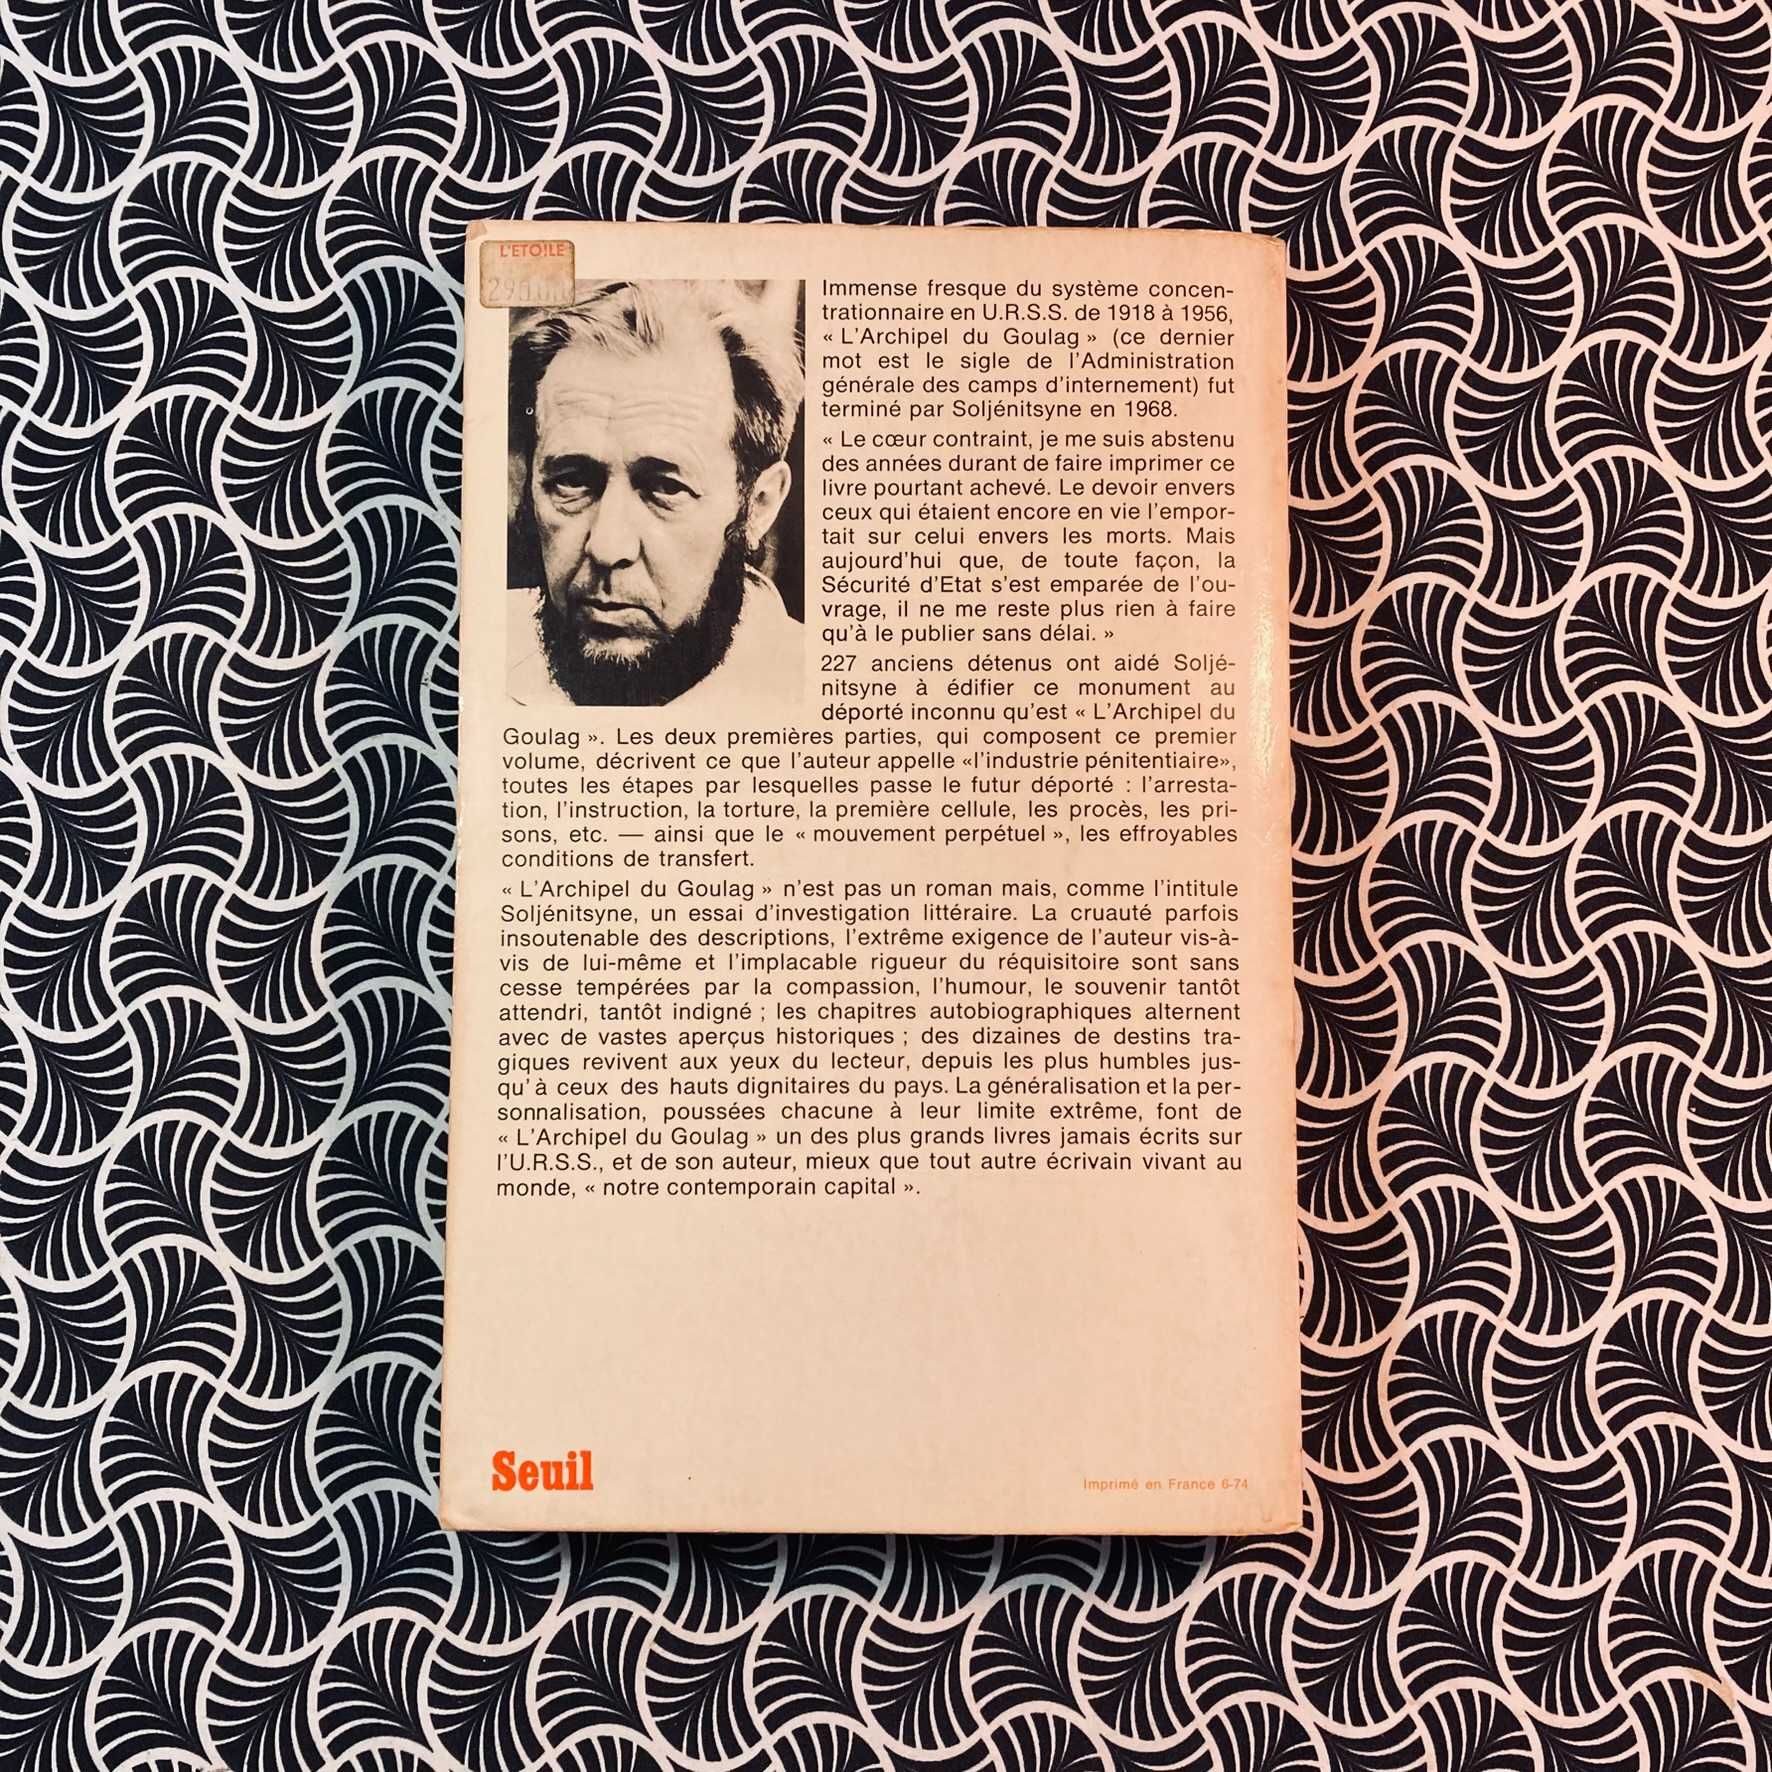 L'ETOILE
Immense fresque du système concen-
trationnaire en U.R.S.S. de 1918 à 1956,
« L'Archipel du Goulag » (ce dernier
mot est le sigle de l'Administration
générale des camps d'internement) fut
terminé par Soljénitsyne en 1968.
« Le cœur contraint, je me suis abstenu
des années durant de faire imprimer ce
livre pourtant achevé. Le devoir envers
ceux qui étaient encore en vie l'empor-
tait sur celui envers les morts. Mais
aujourd'hui que, de toute façon, la
Sécurité d'Etat s'est emparée de l'ou-
vrage, il ne me reste plus rien à faire
qu'à le publier sans délai. »
227 anciens détenus ont aidé Soljé-
nitsyne à édifier ce monument au
déporté inconnu qu'est « L'Archipel du
Goulag ». Les deux premières parties, qui composent ce premier
volume, décrivent ce que l'auteur appelle «l'industrie pénitentiaire»,
toutes les étapes par lesquelles passe le futur déporté : l'arresta-
tion, l'instruction, la torture, la première cellule, les procès, les pri-
sons, etc. — ainsi que le « mouvement perpétuel », les effroyables
conditions de transfert.
« L'Archipel du Goulag » n'est pas un roman mais, comme l'intitule
Soljénitsyne, un essai d'investigation littéraire. La cruauté parfois
insoutenable des descriptions, l'extrême exigence de l'auteur vis-à-
vis de lui-même et l'implacable rigueur du réquisitoire sont sans
cesse tempérées par la compassion, l'humour, le souvenir tantôt
attendri, tantôt indigné ; les chapitres autobiographiques alternent
avec de vastes aperçus historiques ; des dizaines de destins tra-
giques revivent aux yeux du lecteur, depuis les plus humbles jus-
qu'à ceux des hauts dignitaires du pays. La généralisation et la per-
sonnalisation, poussées chacune à leur limite extrême, font de
« L'Archipel du Goulag » un des plus grands livres jamais écrits sur
l'U.R.S.S., et de son auteur, mieux que tout autre écrivain vivant au
monde, « notre contemporain capital ».
Seuil
Imprimé en France 6-74